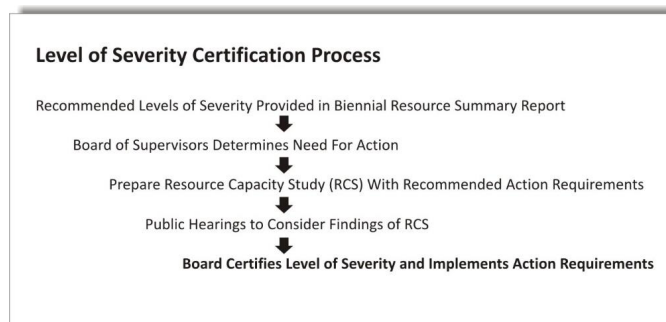 Level of Severity Certification Process
Recommended Levels of Severity Provided in Biennial Resource Summary Report
Board of Supervisors Determines Need For Action
Prepare Resource Capacity Study (RCS) With Recommended Action Requirements
Public Hearings to Consider Findings of RCS
Board Certifies Level of Severity and Implements Action Requirements